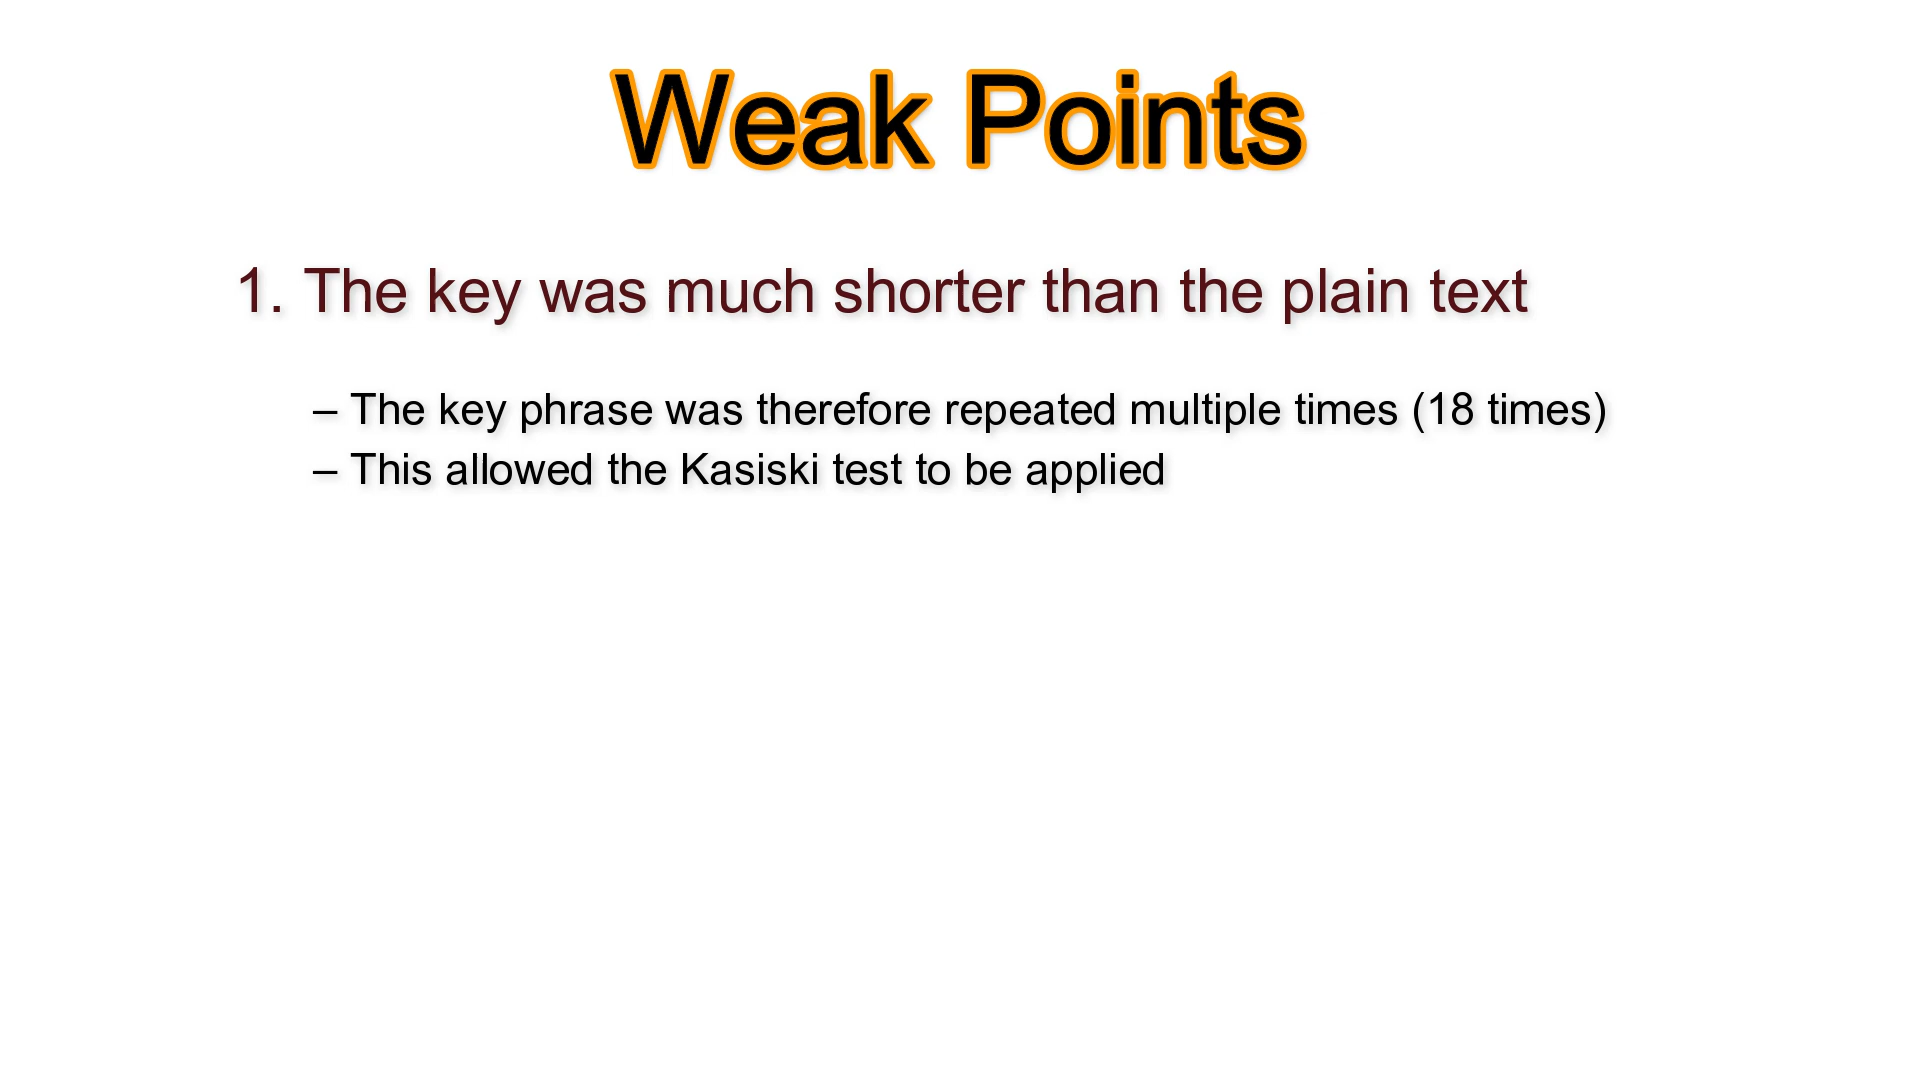 Weak Points
1. The key was much shorter than the plain text
– The key phrase was therefore repeated multiple times (18 times)
– This allowed the Kasiski test to be applied